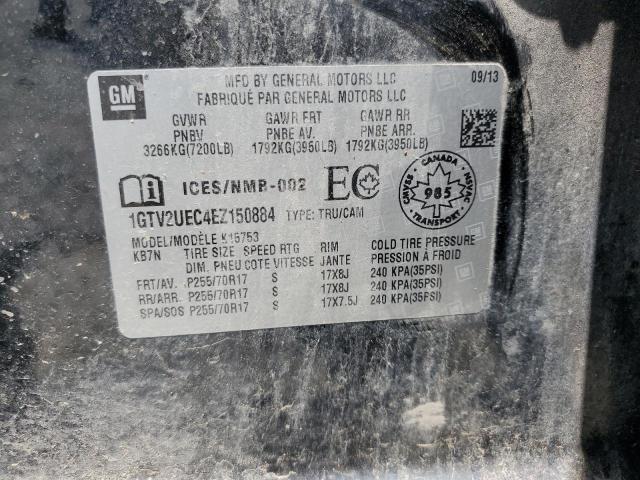 GM
MFD BY GENERAL MOTORS LLC 09/13
FABRIQUÉ PAR GENERAL MOTORS LLC
GVWR GAWR FRT GAWR RR
PNBV PNBE AV. PNBE ARR.
3266KG(7200LB) 1792KG(3950LB) 1792KG(3950LB)
ICES/NMB-002 EC
CANADA
CMVSS NSVAC
985
TRANSPORT
1GTV2UEC4EZ150884 TYPE: TRU/CAM
MODEL/MODÈLE K15753
KB7N TIRE SIZE SPEED RTG RIM COLD TIRE PRESSURE
DIM. PNEU COTE VITESSE JANTE PRESSION À FROID
FRT/AV. P255/70R17 S 17X8J 240 KPA(35PSI)
RR/ARR. P255/70R17 S 17X8J 240 KPA(35PSI)
SPA/SOS P255/70R17 S 17X7.5J 240 KPA(35PSI)